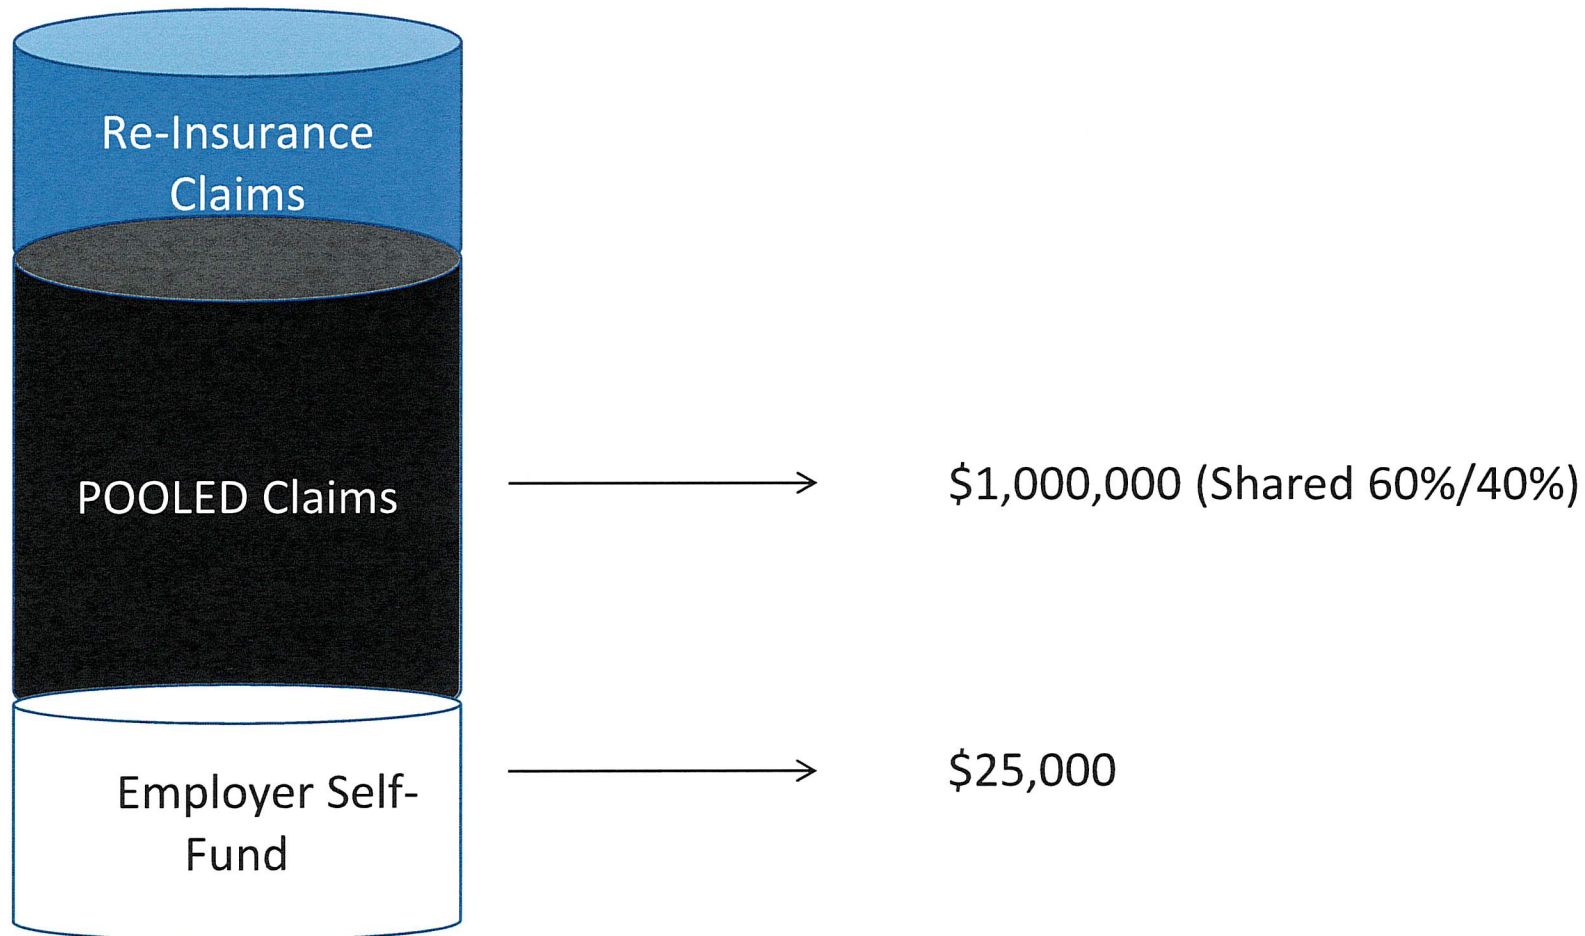 Re-Insurance
Claims
POOLED Claims
$1,000,000 (Shared 60%/40%)
Employer Self-
Fund
$25,000